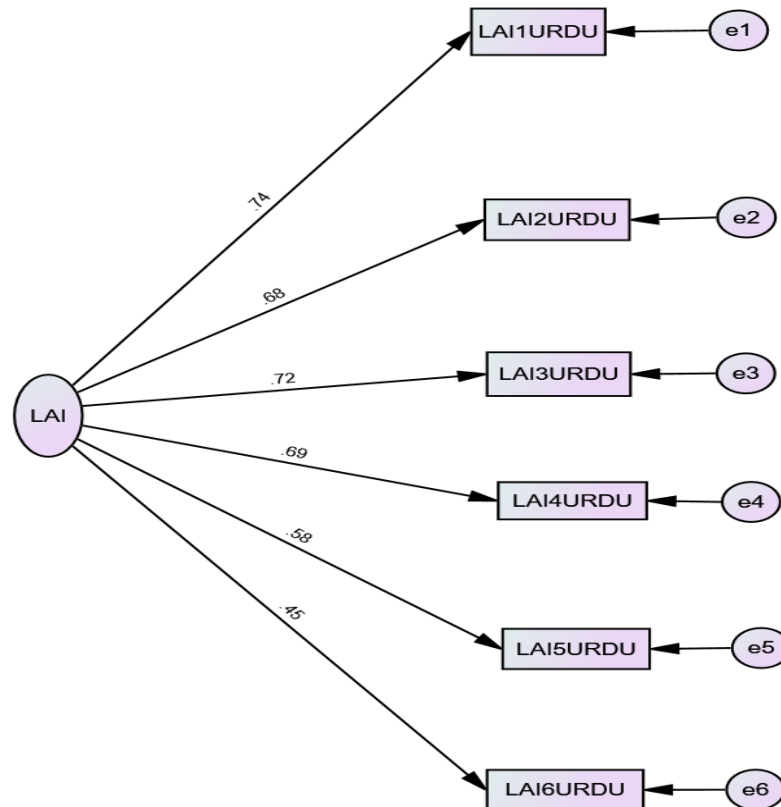 LAI1URDU
e1
.74
LAI2URDU
e2
.68
LAI3URDU
e3
.72
LAI
LAI4URDU
e4
.69
LAI5URDU
e5
.58
LAI6URDU
e6
.45